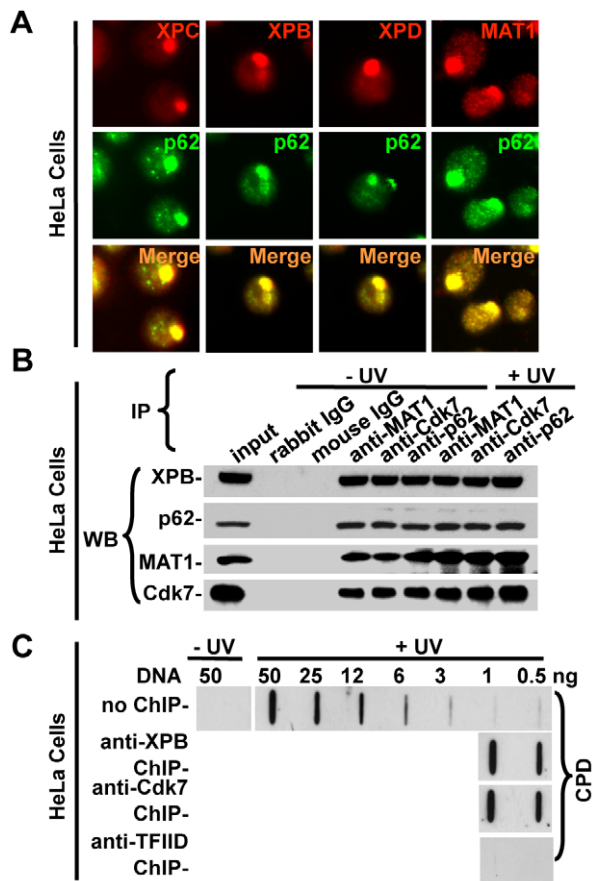 A
XPC XPB XPD MAT1
p62 p62 p62 p62
Merge Merge Merge Merge
HeLa Cells
B
- UV + UV
IP
input rabbit IgG mouse IgG anti-MAT1 anti-Cdk7 anti-p62 anti-MAT1 anti-Cdk7 anti-p62
HeLa Cells
WB
XPB-
p62-
MAT1-
Cdk7-
C
- UV + UV
DNA 50 50 25 12 6 3 1 0.5 ng
HeLa Cells
no ChIP-
anti-XPB
ChIP-
anti-Cdk7
ChIP-
anti-TFIID
ChIP-
CPD